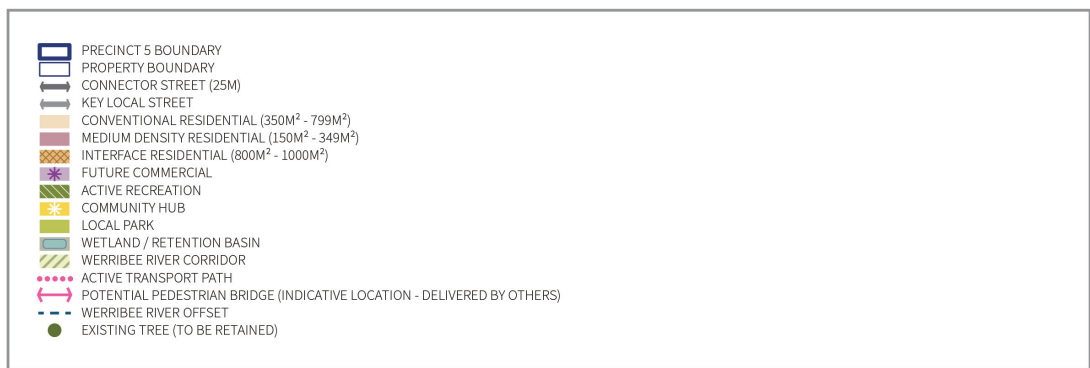 PRECINCT 5 BOUNDARY
PROPERTY BOUNDARY
CONNECTOR STREET (25M)
KEY LOCAL STREET
CONVENTIONAL RESIDENTIAL (350M² - 799M²)
MEDIUM DENSITY RESIDENTIAL (150M² - 349M²)
INTERFACE RESIDENTIAL (800M² - 1000M²)
FUTURE COMMERCIAL
ACTIVE RECREATION
COMMUNITY HUB
LOCAL PARK
WETLAND / RETENTION BASIN
WERRIBEE RIVER CORRIDOR
ACTIVE TRANSPORT PATH
POTENTIAL PEDESTRIAN BRIDGE (INDICATIVE LOCATION - DELIVERED BY OTHERS)
WERRIBEE RIVER OFFSET
EXISTING TREE (TO BE RETAINED)